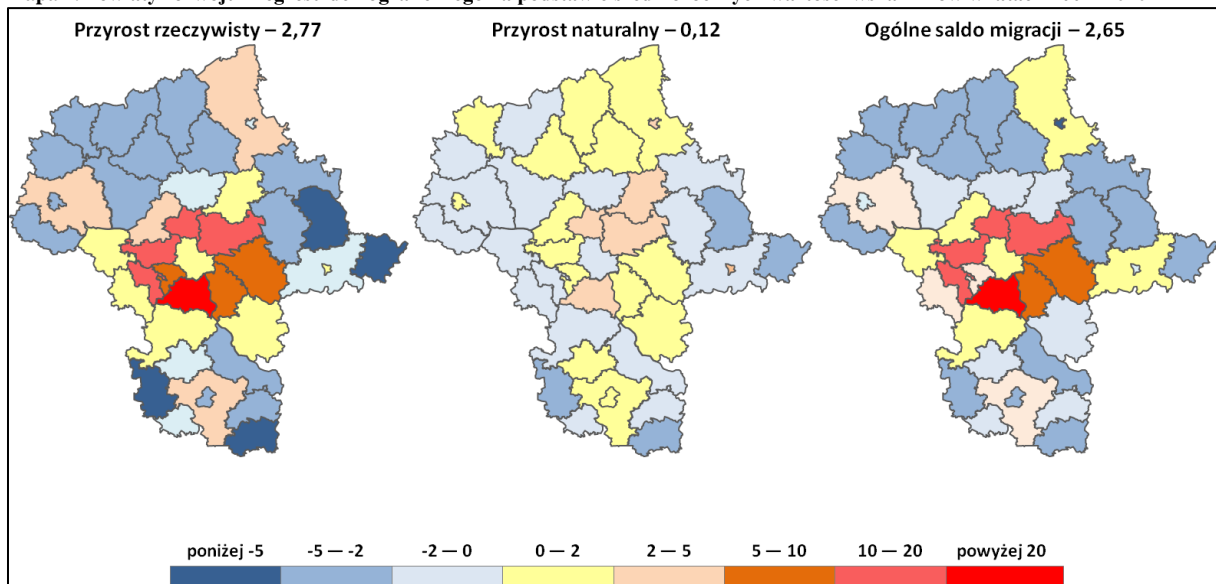 Przyrost rzeczywisty – 2,77
Przyrost naturalny – 0,12
Ogólne saldo migracji – 2,65
poniżej -5
-5 — -2
-2 — 0
0 — 2
2 — 5
5 — 10
10 — 20
powyżej 20